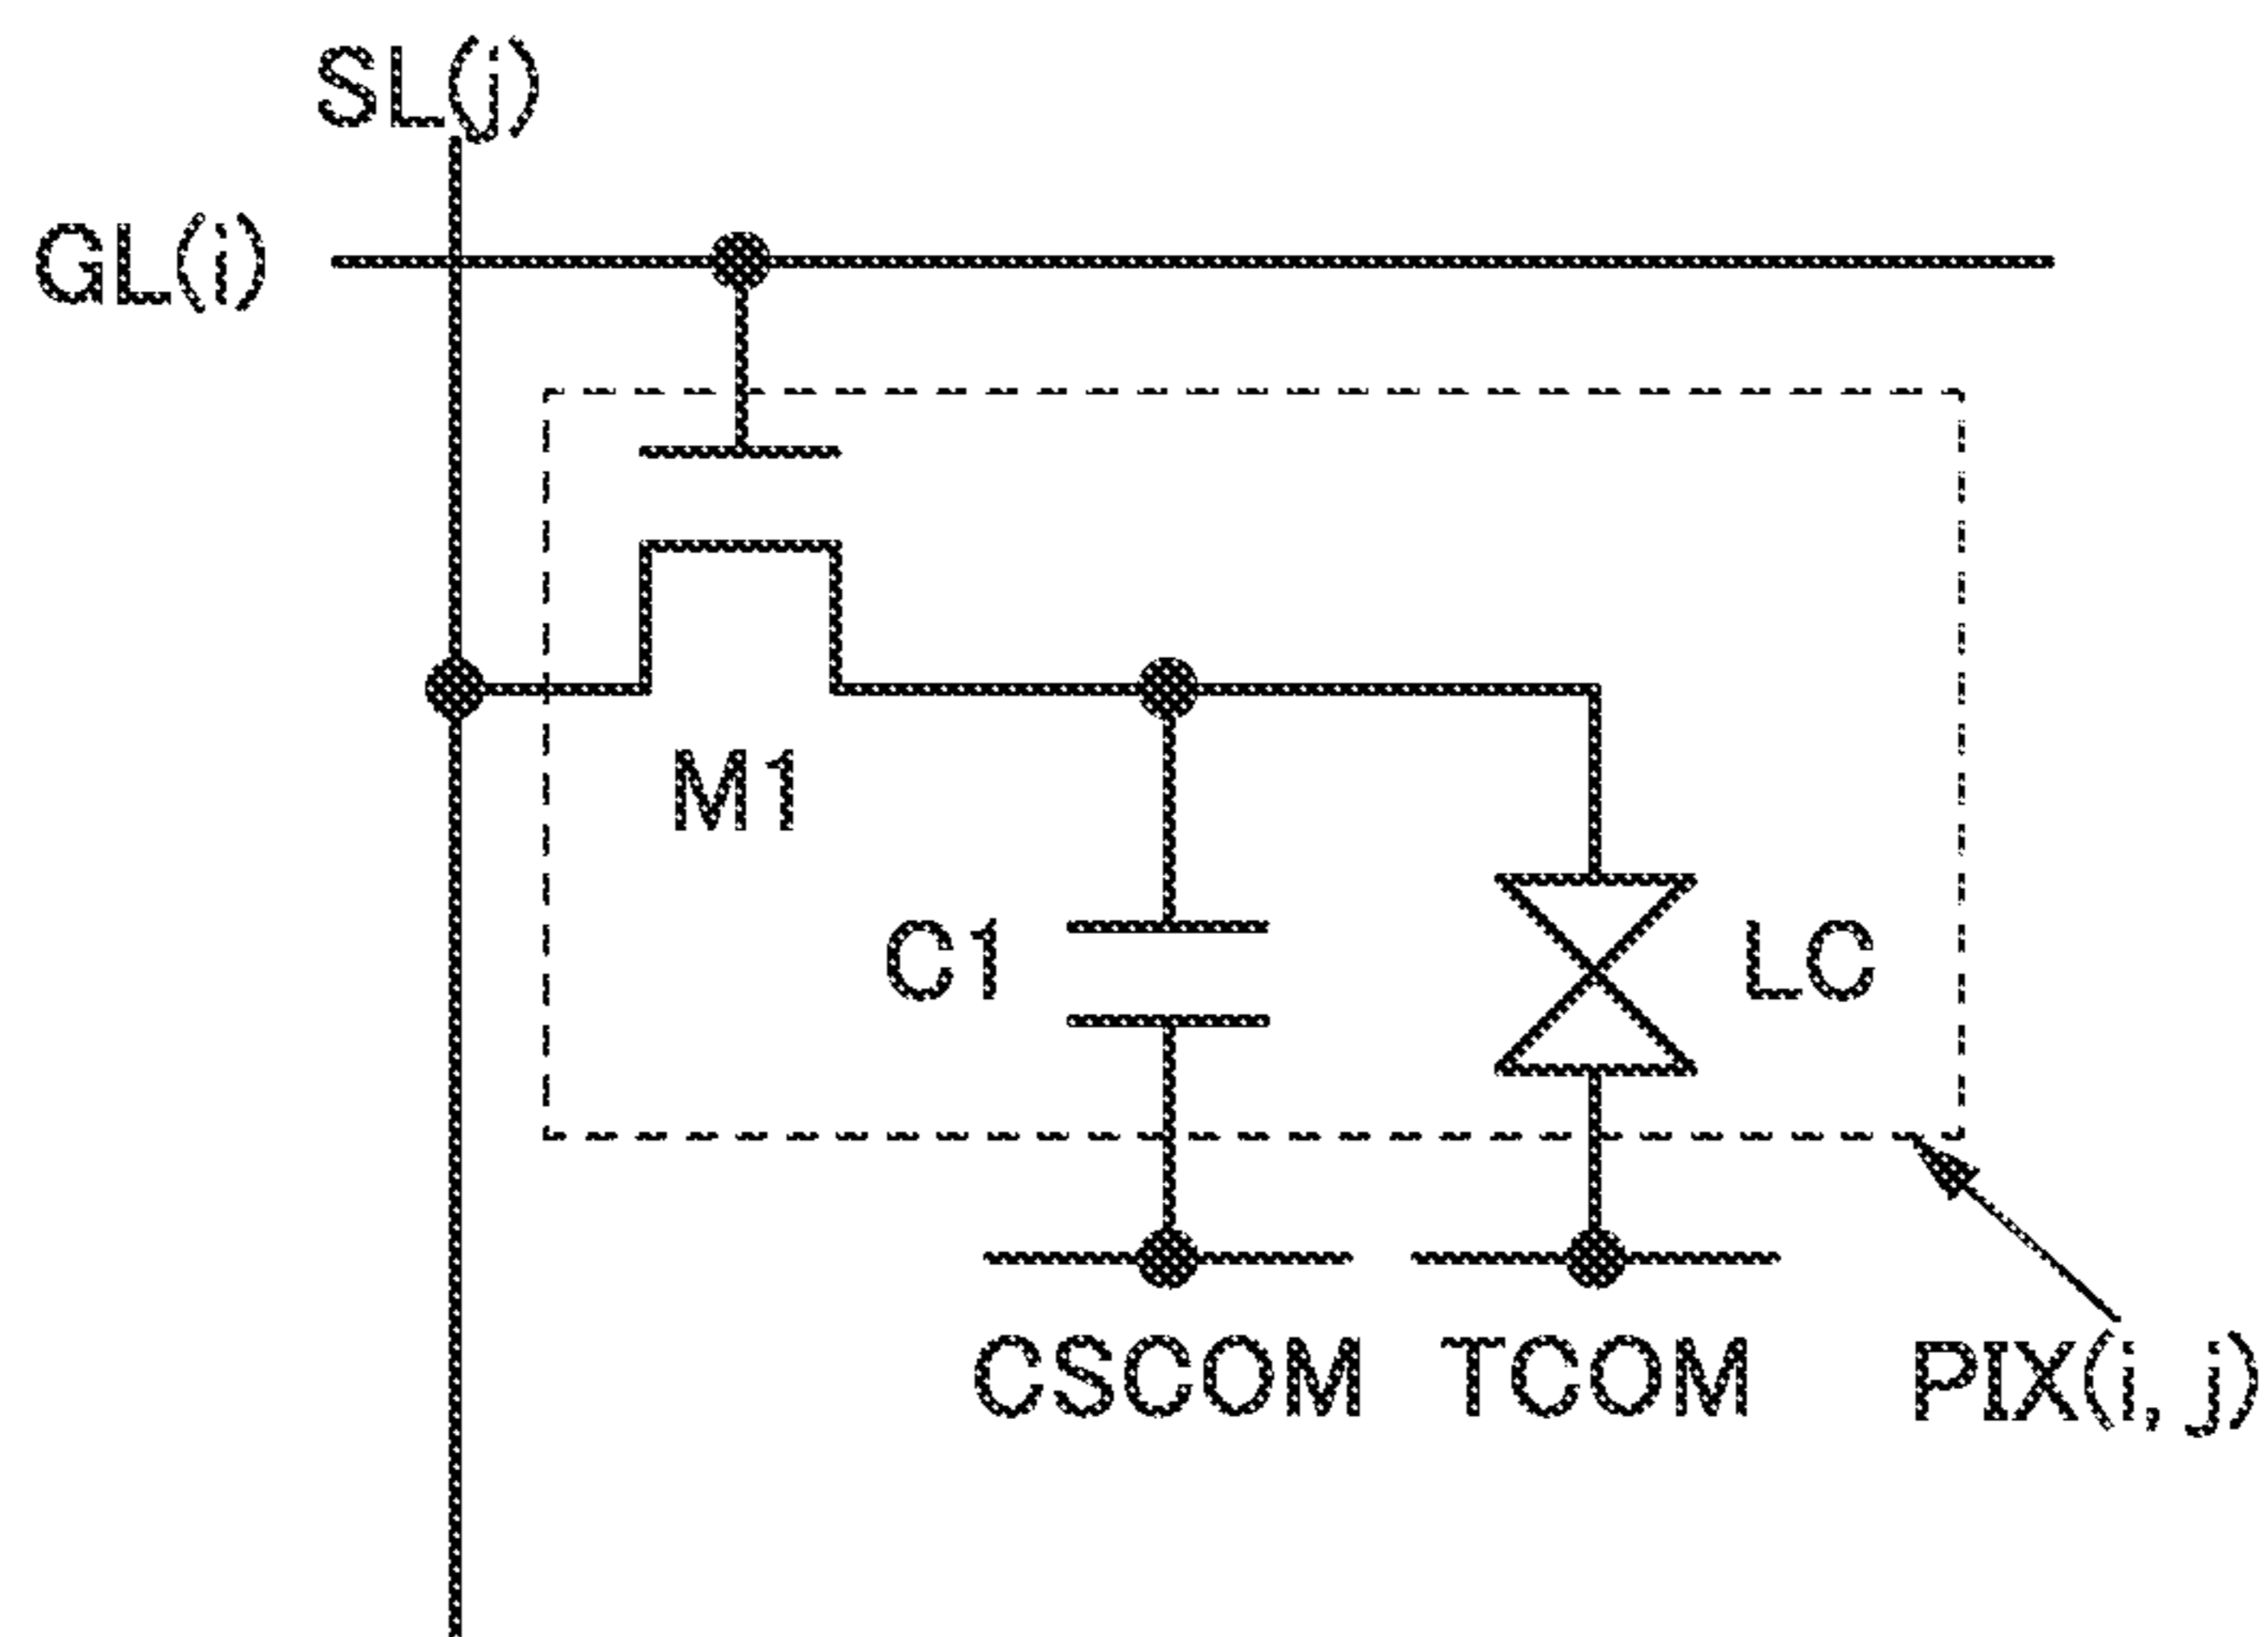 SL(j)
GL(i)
M1
C1
LC
CSCOM
TCOM
PIX(i, j)